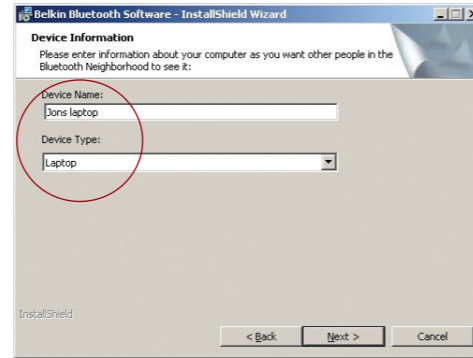 Belkin Bluetooth Software - InstallShield Wizard
Device Information
Please enter information about your computer as you want other people in the
Bluetooth Neighborhood to see it:
Device Name:
Jons laptop
Device Type:
Laptop
InstallShield
< Back Next > Cancel